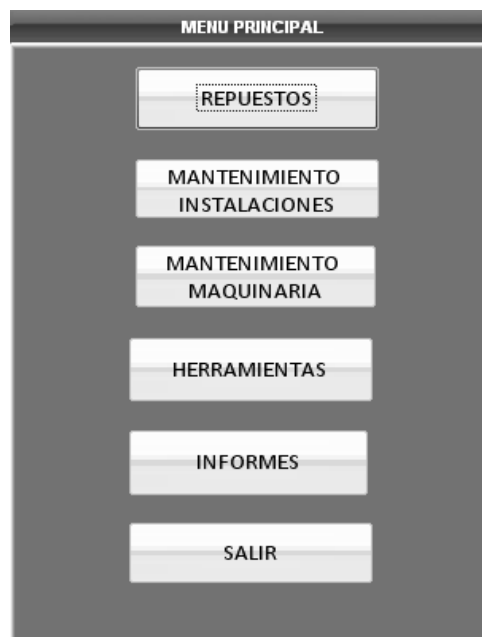 MENU PRINCIPAL
REPUESTOS
MANTENIMIENTO
INSTALACIONES
MANTENIMIENTO
MAQUINARIA
HERRAMIENTAS
INFORMES
SALIR